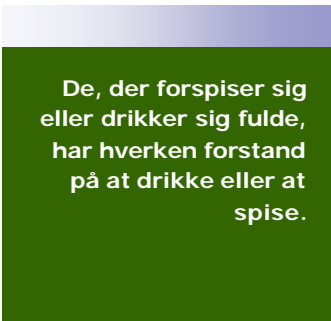 De, der forspiser sig
eller drikker sig fulde,
har hverken forstand
på at drikke eller at
spise.